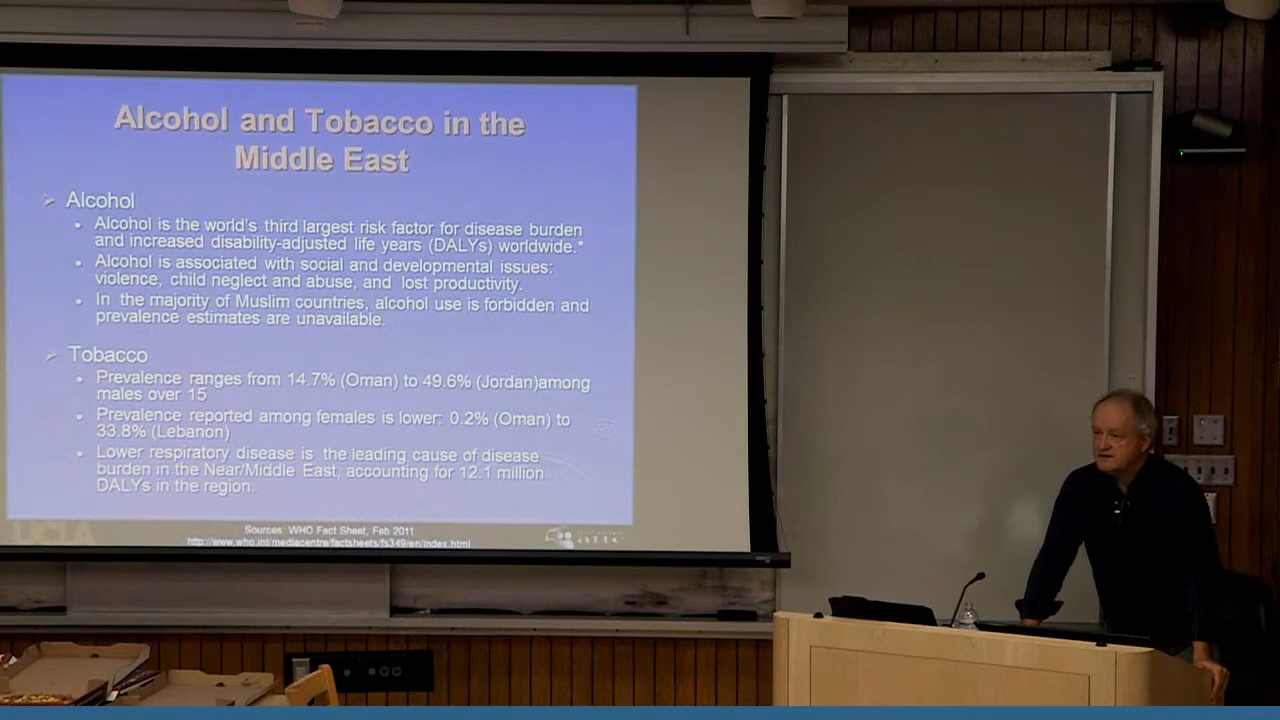 Alcohol and Tobacco in the
Middle East
Alcohol
Alcohol is the world's third largest risk factor for disease burden
and increased disability-adjusted life years (DALYs) worldwide.*
Alcohol is associated with social and developmental issues:
violence, child neglect and abuse, and lost productivity.
In the majority of Muslim countries, alcohol use is forbidden and
prevalence estimates are unavailable.
Tobacco
Prevalence ranges from 14.7% (Oman) to 49.6% (Jordan)among
males over 15
Prevalence reported among females is lower: 0.2% (Oman) to
33.8% (Lebanon)
Lower respiratory disease is the leading cause of disease
burden in the Near/Middle East, accounting for 12.1 million
DALYs in the region.
UCLA
Sources: WHO Fact Sheet, Feb 2011
http://www.who.int/mediacentre/factsheets/fs349/en/index.html
attc